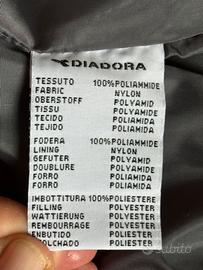 DIADORA
TESSUTO 100%POLIAMMIDE
FABRIC NYLON
OBERSTOFF POLYAMID
TISSU POLYAMIDE
TECIDO POLIAMIDA
TEJIDO POLIAMIDA
FODERA 100%POLIAMMIDE
LINING NYLON
GEFUTER POLYAMID
DOUBLURE POLYAMIDE
FORRO POLIAMIDA
FORRO POLIAMIDA
IMBOTTITURA 100%POLIESTERE
FILLING POLYESTER
WATTIERUNG POLYESTER
REMBOURRAGE POLYESTER
ENBUTIDO POLIESTER
COLCHADO POLIESTER
subito